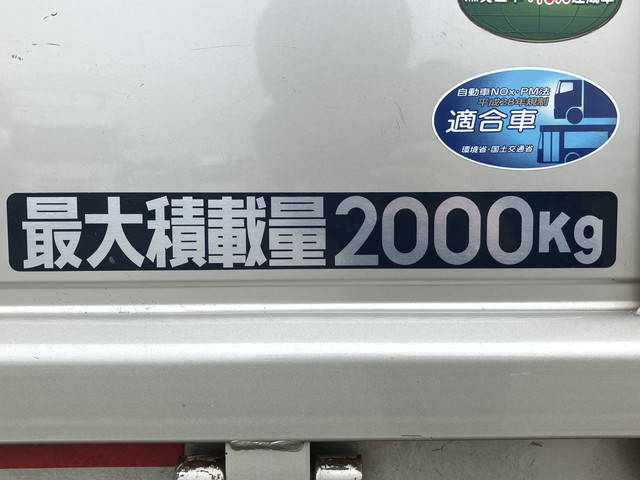 自動車NOx・PM法
平成28年規制
適合車
環境省・国土交通省
最大積載量2000Kg